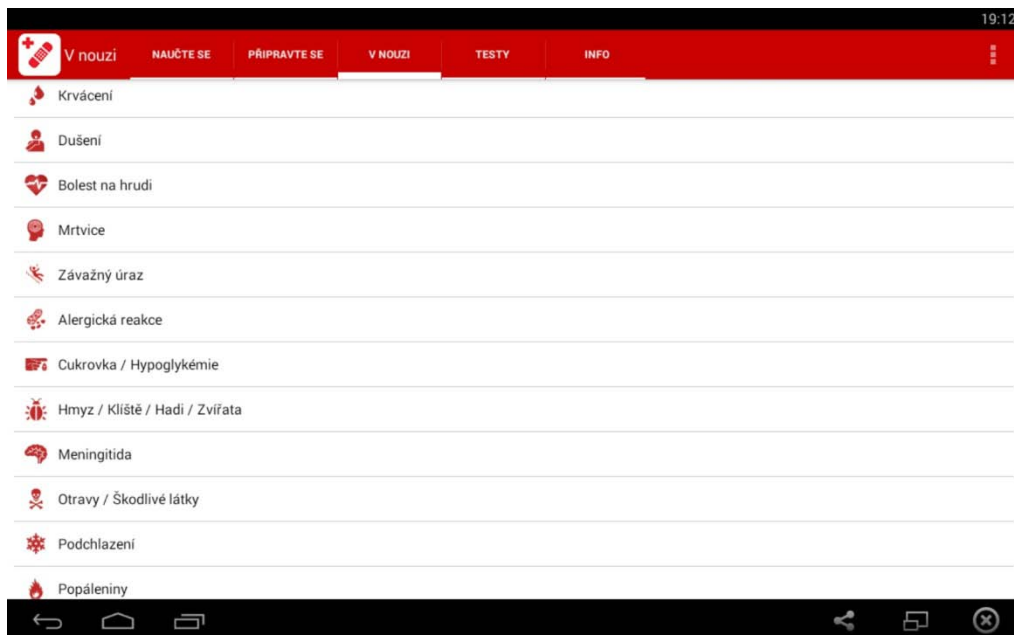 19:12
V nouzi NAUČTE SE PŘIPRAVTE SE V NOUZI TESTY INFO
Krvácení
Dušení
Bolest na hrudi
Mrtvice
Závažný úraz
Alergická reakce
Cukrovka / Hypoglykémie
Hmyz / Klíště / Hadi / Zvířata
Meningitida
Otravy / Škodlivé látky
Podchlazení
Popáleniny